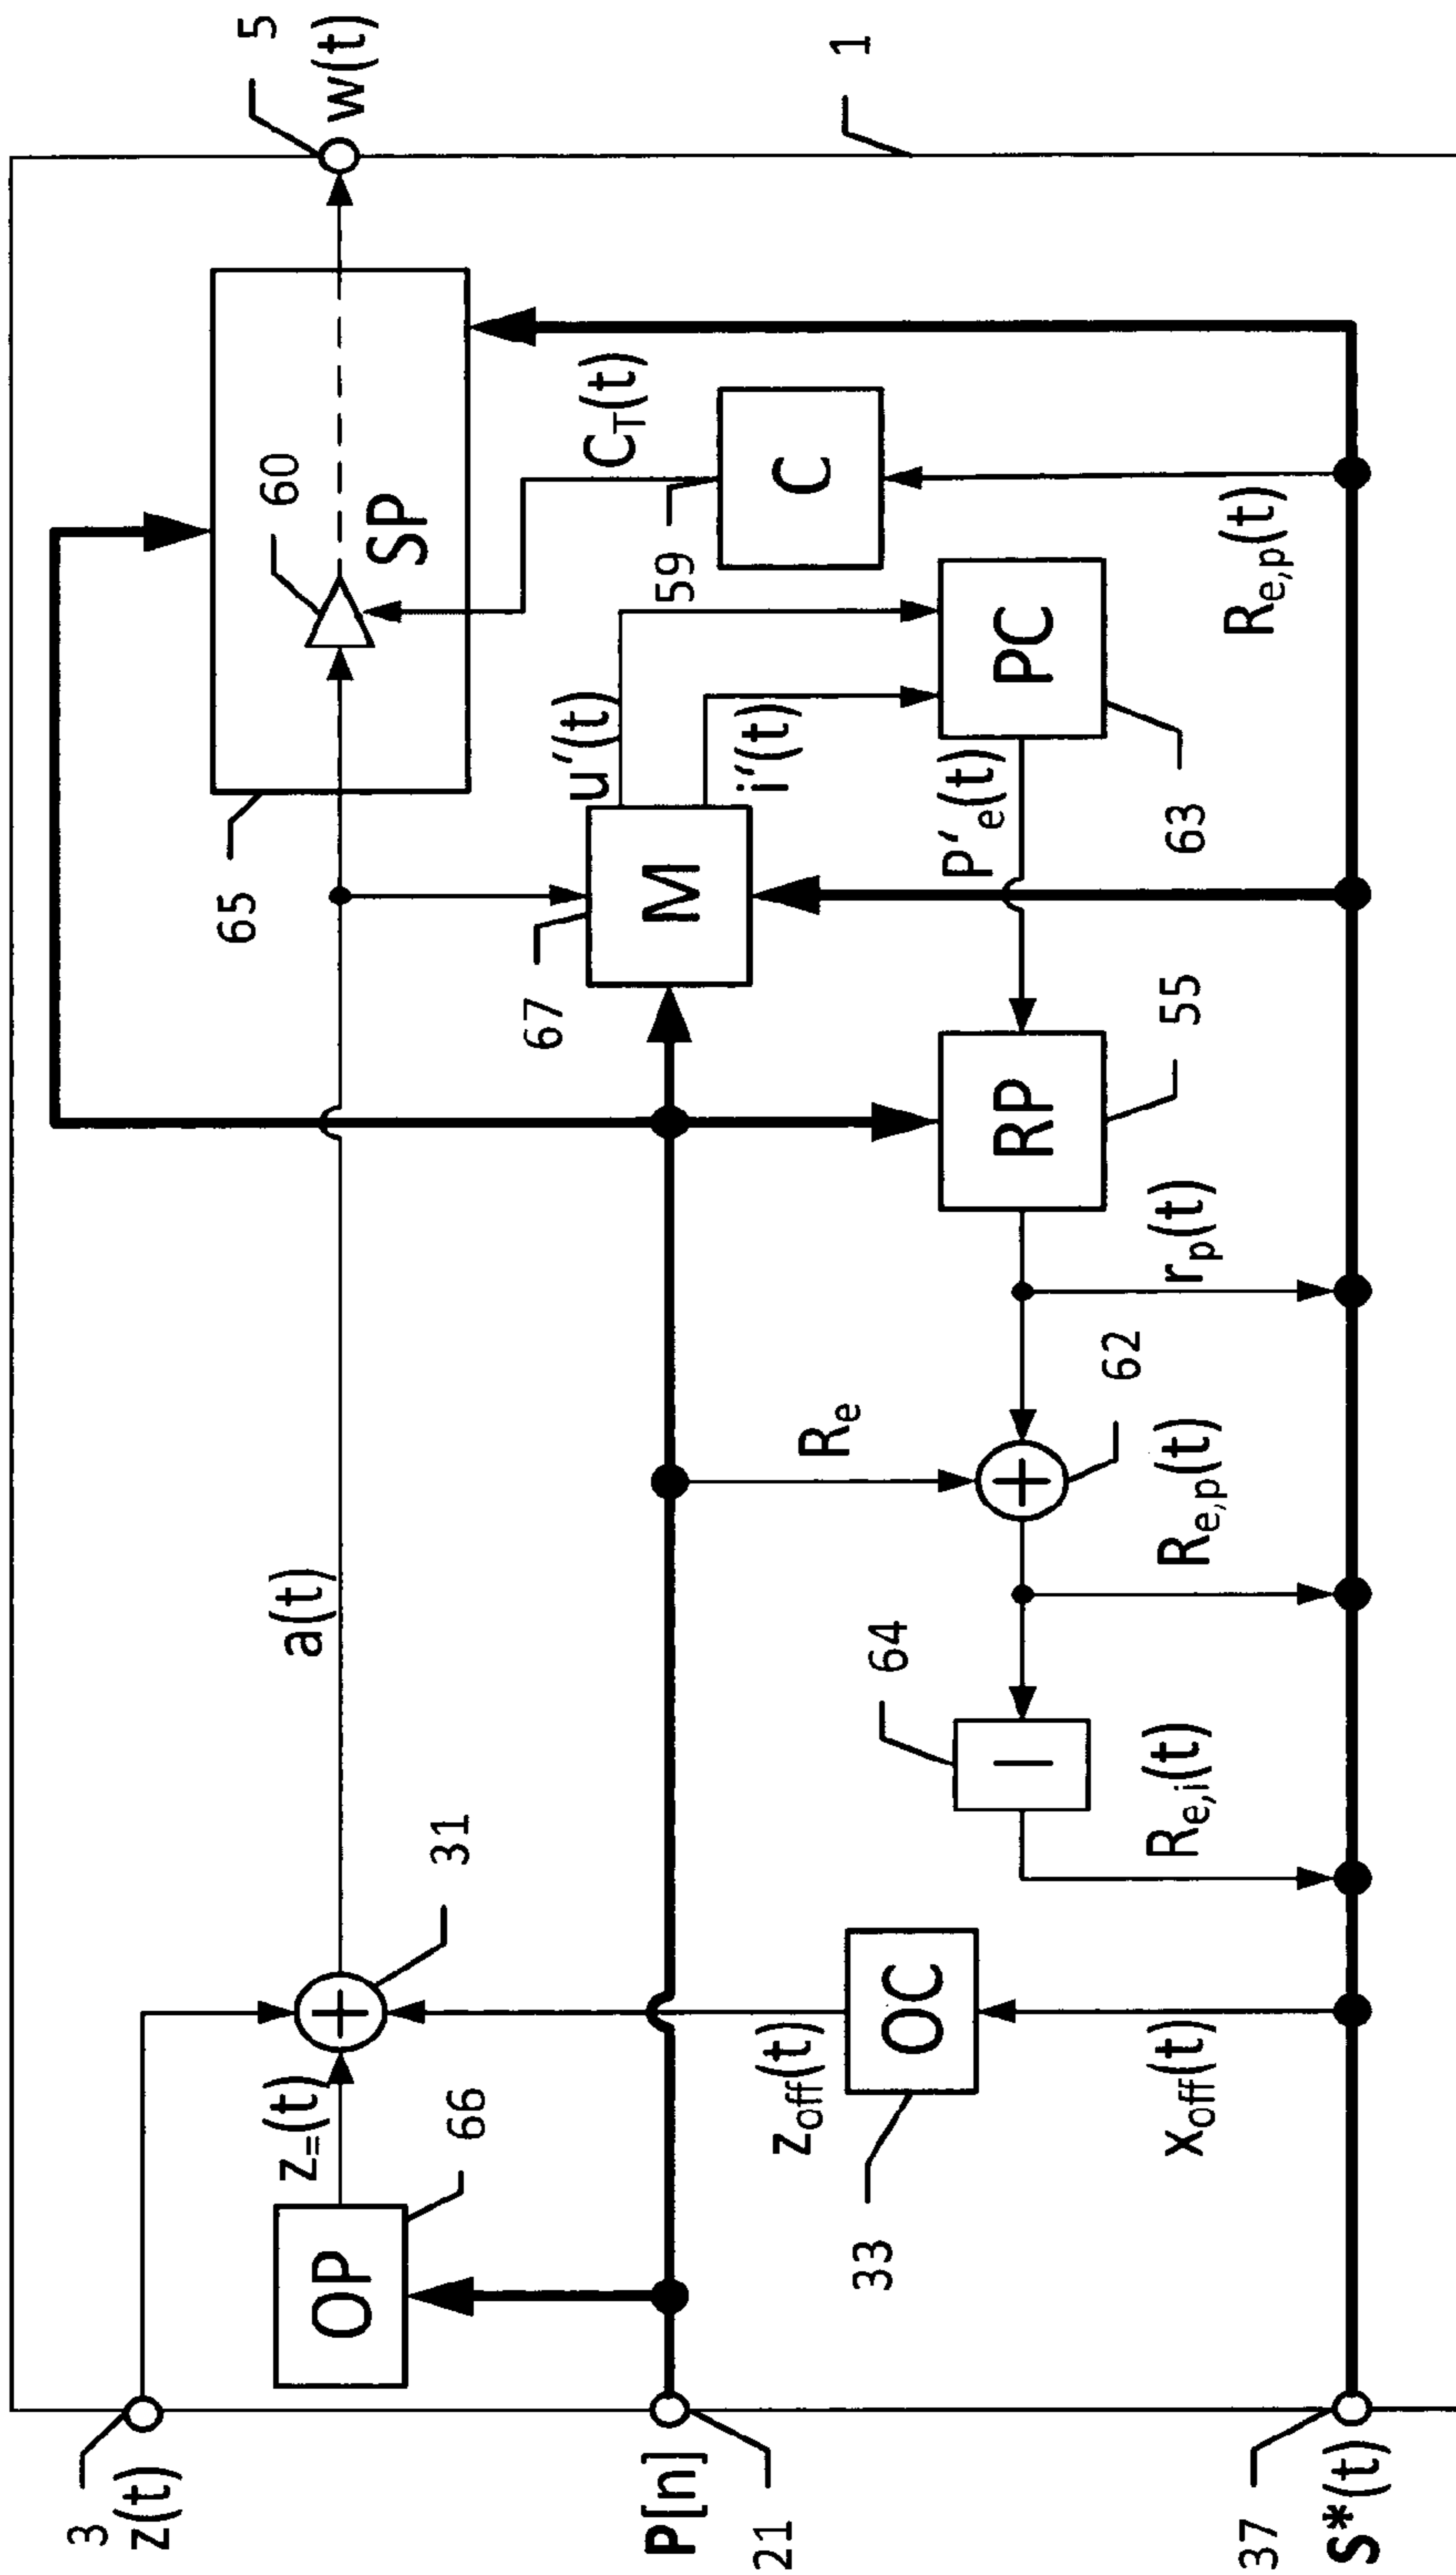 3
z(t)
OP
66
z₌(t)
31
a(t)
65
60
SP
5
w(t)
1
P[n]
21
67
M
u'(t)
i'(t)
C_T(t)
59
C
R_e
z_off(t)
OC
33
x_off(t)
64
I
R_e,i(t)
62
R_e,p(t)
r_p(t)
RP
55
P'_e(t)
PC
63
R_e,p(t)
37
S*(t)